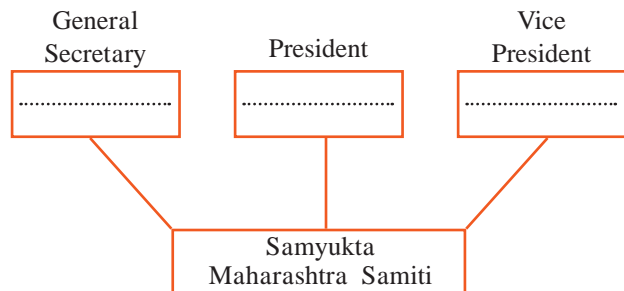 General
Secretary
President
Vice
President
Samyukta
Maharashtra Samiti